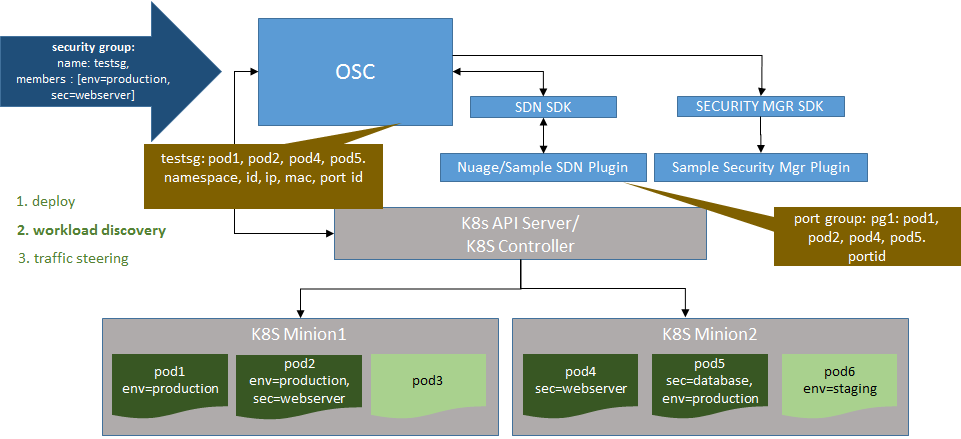 security group:
name: testsg,
members : [env=production,
sec=webserver]
OSC
SDN SDK
SECURITY MGR SDK
testsg: pod1, pod2, pod4, pod5.
namespace, id, ip, mac, port id
Nuage/Sample SDN Plugin
Sample Security Mgr Plugin
1. deploy
2. workload discovery
3. traffic steering
K8s API Server/
K8S Controller
port group: pg1: pod1,
pod2, pod4, pod5.
portid
K8S Minion1
pod1
env=production
pod2
env=production,
sec=webserver
pod3
K8S Minion2
pod4
sec=webserver
pod5
sec=database,
env=production
pod6
env=staging